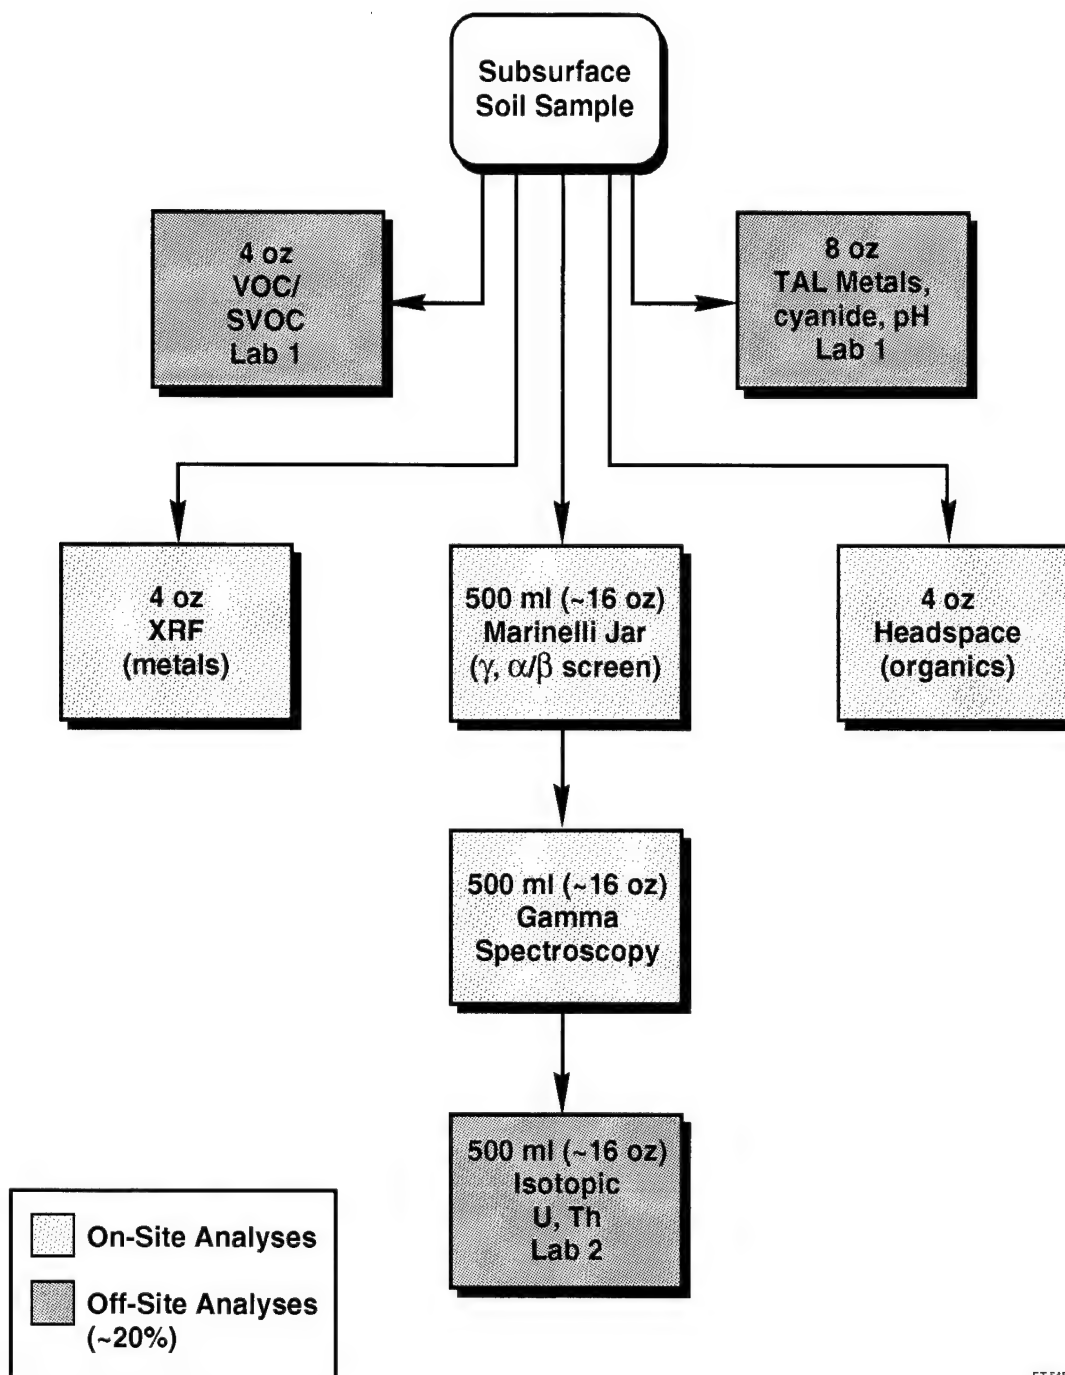 Subsurface
Soil Sample
4 oz
VOC/
SVOC
Lab 1
8 oz
TAL Metals,
cyanide, pH
Lab 1
4 oz
XRF
(metals)
500 ml (~16 oz)
Marinelli Jar
(γ, α/β screen)
4 oz
Headspace
(organics)
500 ml (~16 oz)
Gamma
Spectroscopy
500 ml (~16 oz)
Isotopic
U, Th
Lab 2
On-Site Analyses
Off-Site Analyses
(~20%)